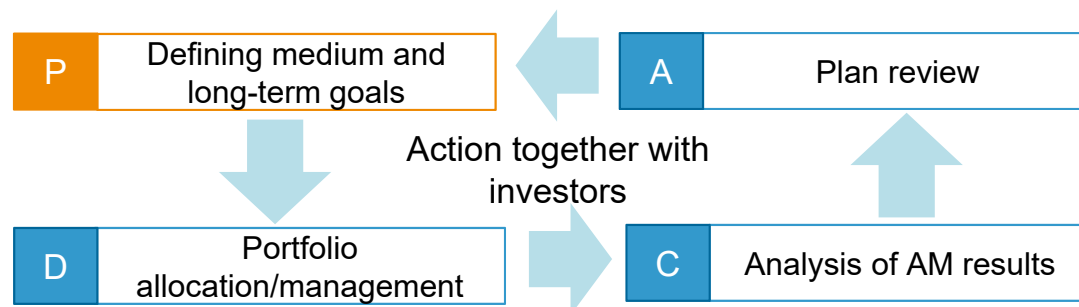 P
Defining medium and
long-term goals
A
Plan review
Action together with
investors
D
Portfolio
allocation/management
C
Analysis of AM results